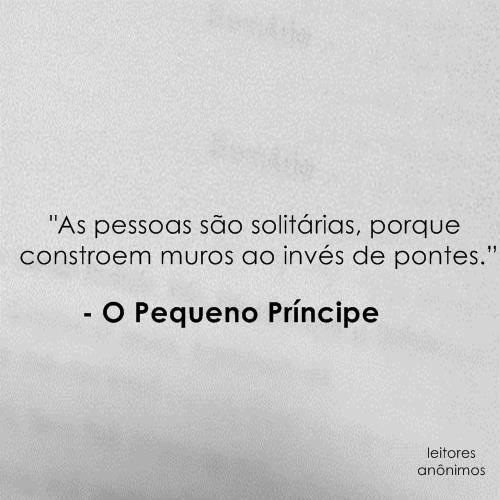 "As pessoas são solitárias, porque
constroem muros ao invés de pontes.”
- O Pequeno Príncipe
leitores
anônimos